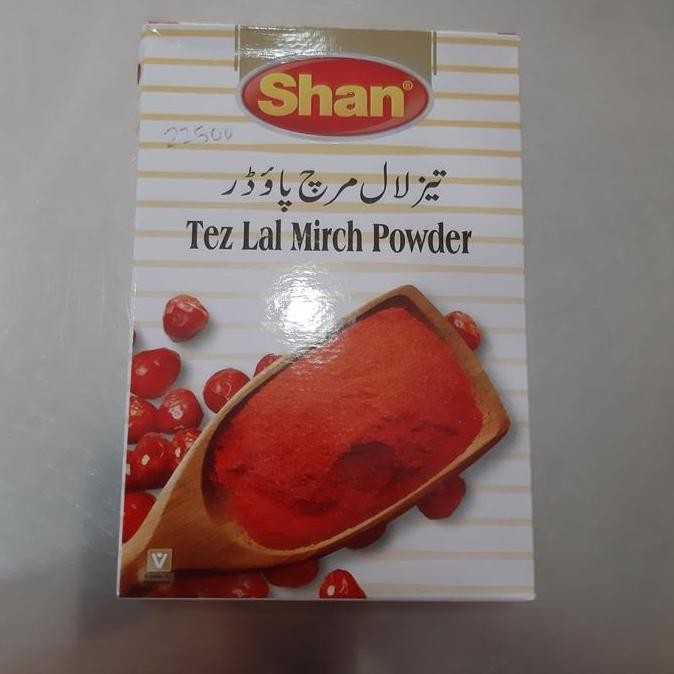 Shan®
22500
تیز لال مرچ پاؤڈر
Tez Lal Mirch Powder
V